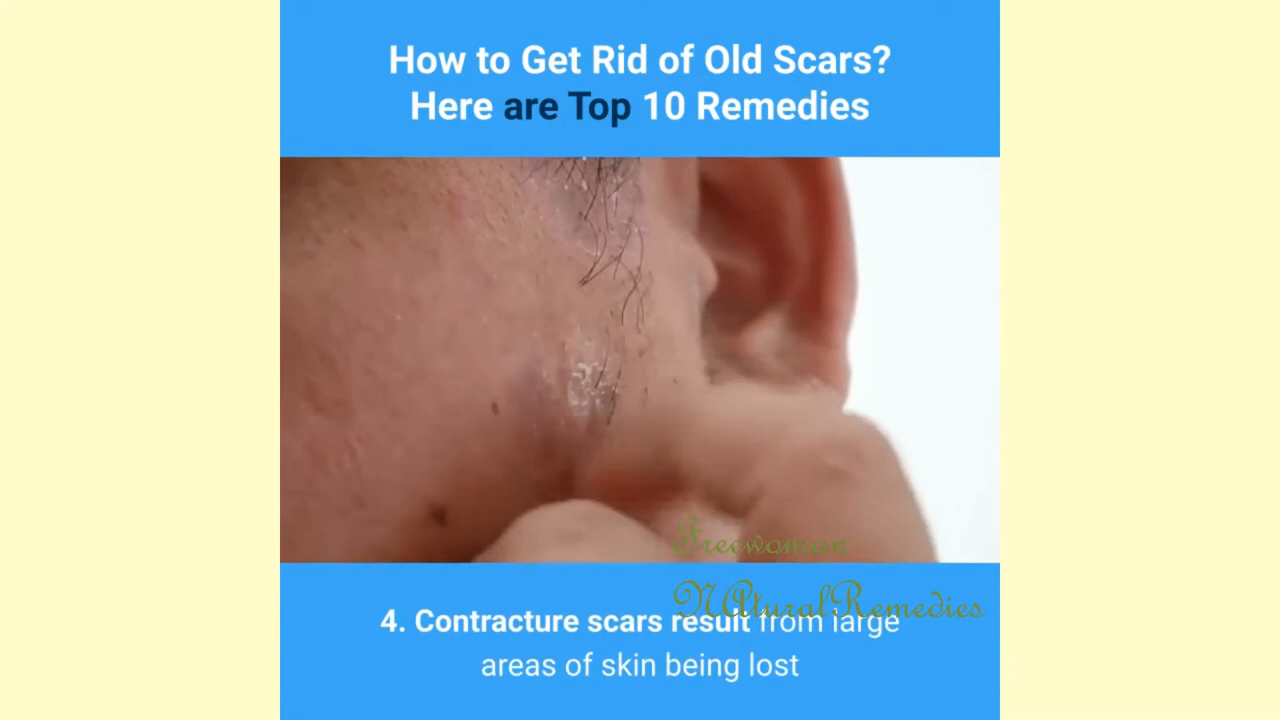 How to Get Rid of Old Scars?
Here are Top 10 Remedies
Freewoman
NAturalRemedies
4. Contracture scars result from large
areas of skin being lost